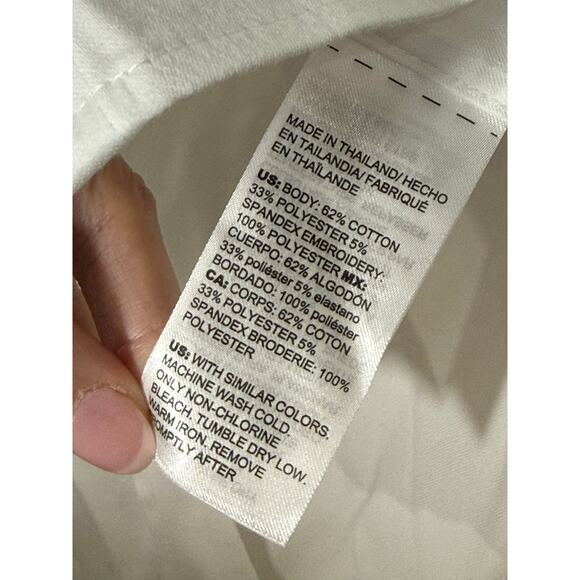 MADE IN THAILAND/ HECHO
EN TAILANDIA/ FABRIQUÉ
EN THAÏLANDE
US: BODY: 62% COTTON
33% POLYESTER 5%
SPANDEX EMBROIDERY:
100% POLYESTER MX:
CUERPO: 62% ALGODÓN
33% poliéster 5% elastano
BORDADO: 100% poliéster
CA: CORPS: 62% COTON
33% POLYESTER 5%
SPANDEX BRODERIE: 100%
POLYESTER
US: WITH SIMILAR COLORS.
MACHINE WASH COLD.
ONLY NON-CHLORINE
BLEACH. TUMBLE DRY LOW.
WARM IRON. REMOVE
PROMPTLY AFTER